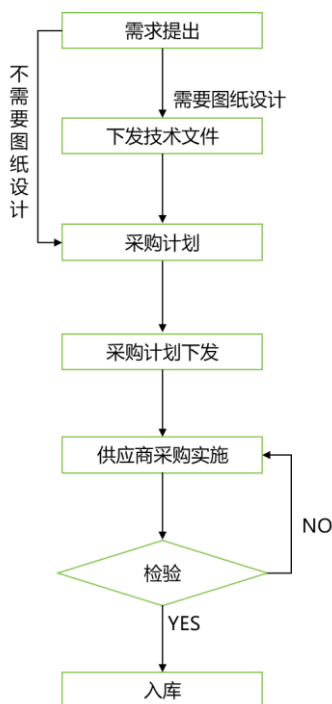 需求提出
不需要图纸设计
需要图纸设计
下发技术文件
采购计划
采购计划下发
供应商采购实施
NO
检验
YES
入库